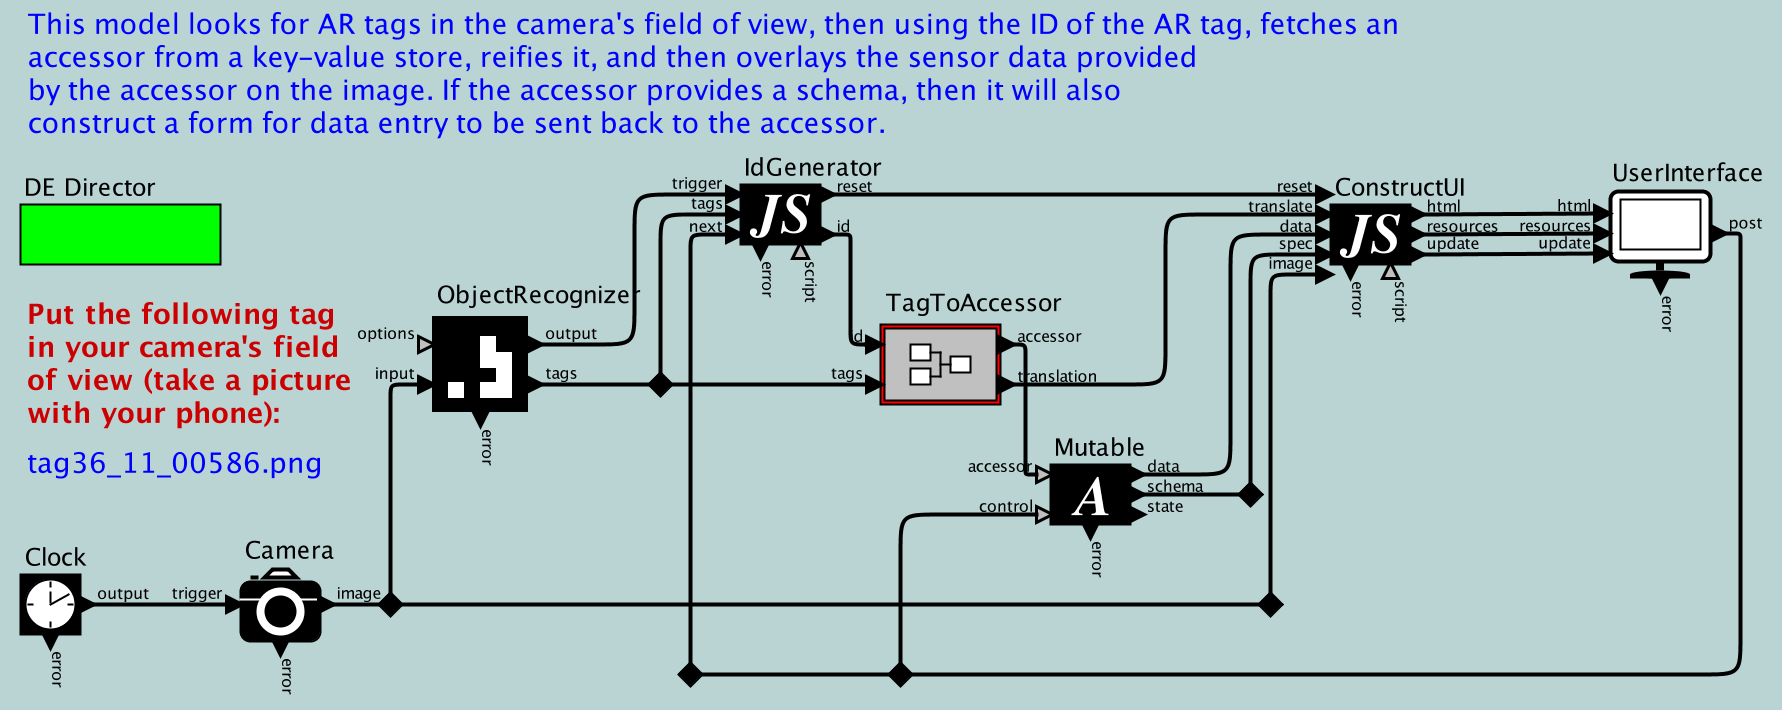 This model looks for AR tags in the camera's field of view, then using the ID of the AR tag, fetches an
accessor from a key-value store, reifies it, and then overlays the sensor data provided
by the accessor on the image. If the accessor provides a schema, then it will also
construct a form for data entry to be sent back to the accessor.
DE Director
Put the following tag
in your camera's field
of view (take a picture
with your phone):
tag36_11_00586.png
Clock
output
error
Camera
trigger
image
error
ObjectRecognizer
options
input
output
tags
error
IdGenerator
trigger
tags
next
reset
id
error
script
JS
TagToAccessor
id
tags
accessor
translation
Mutable
accessor
control
data
schema
state
error
A
ConstructUI
reset
translate
data
spec
image
html
resources
update
error
script
JS
UserInterface
html
resources
update
post
error